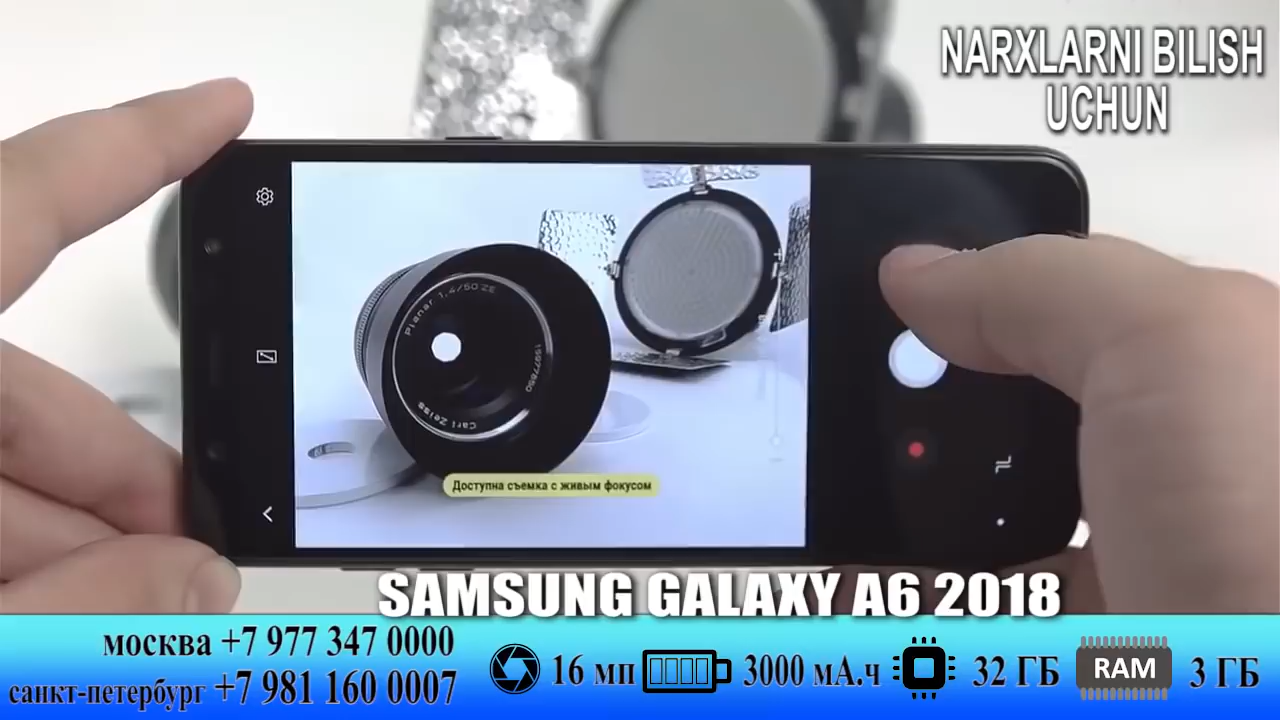 NARXLARNI BILISH
UCHUN
Planar 1,4/50 ZE
15977850
Carl Zeiss
Доступна съемка с живым фокусом
SAMSUNG GALAXY A6 2018
москва +7 977 347 0000
санкт-петербург +7 981 160 0007
16 мп
3000 мА.ч
32 ГБ
RAM
3 ГБ